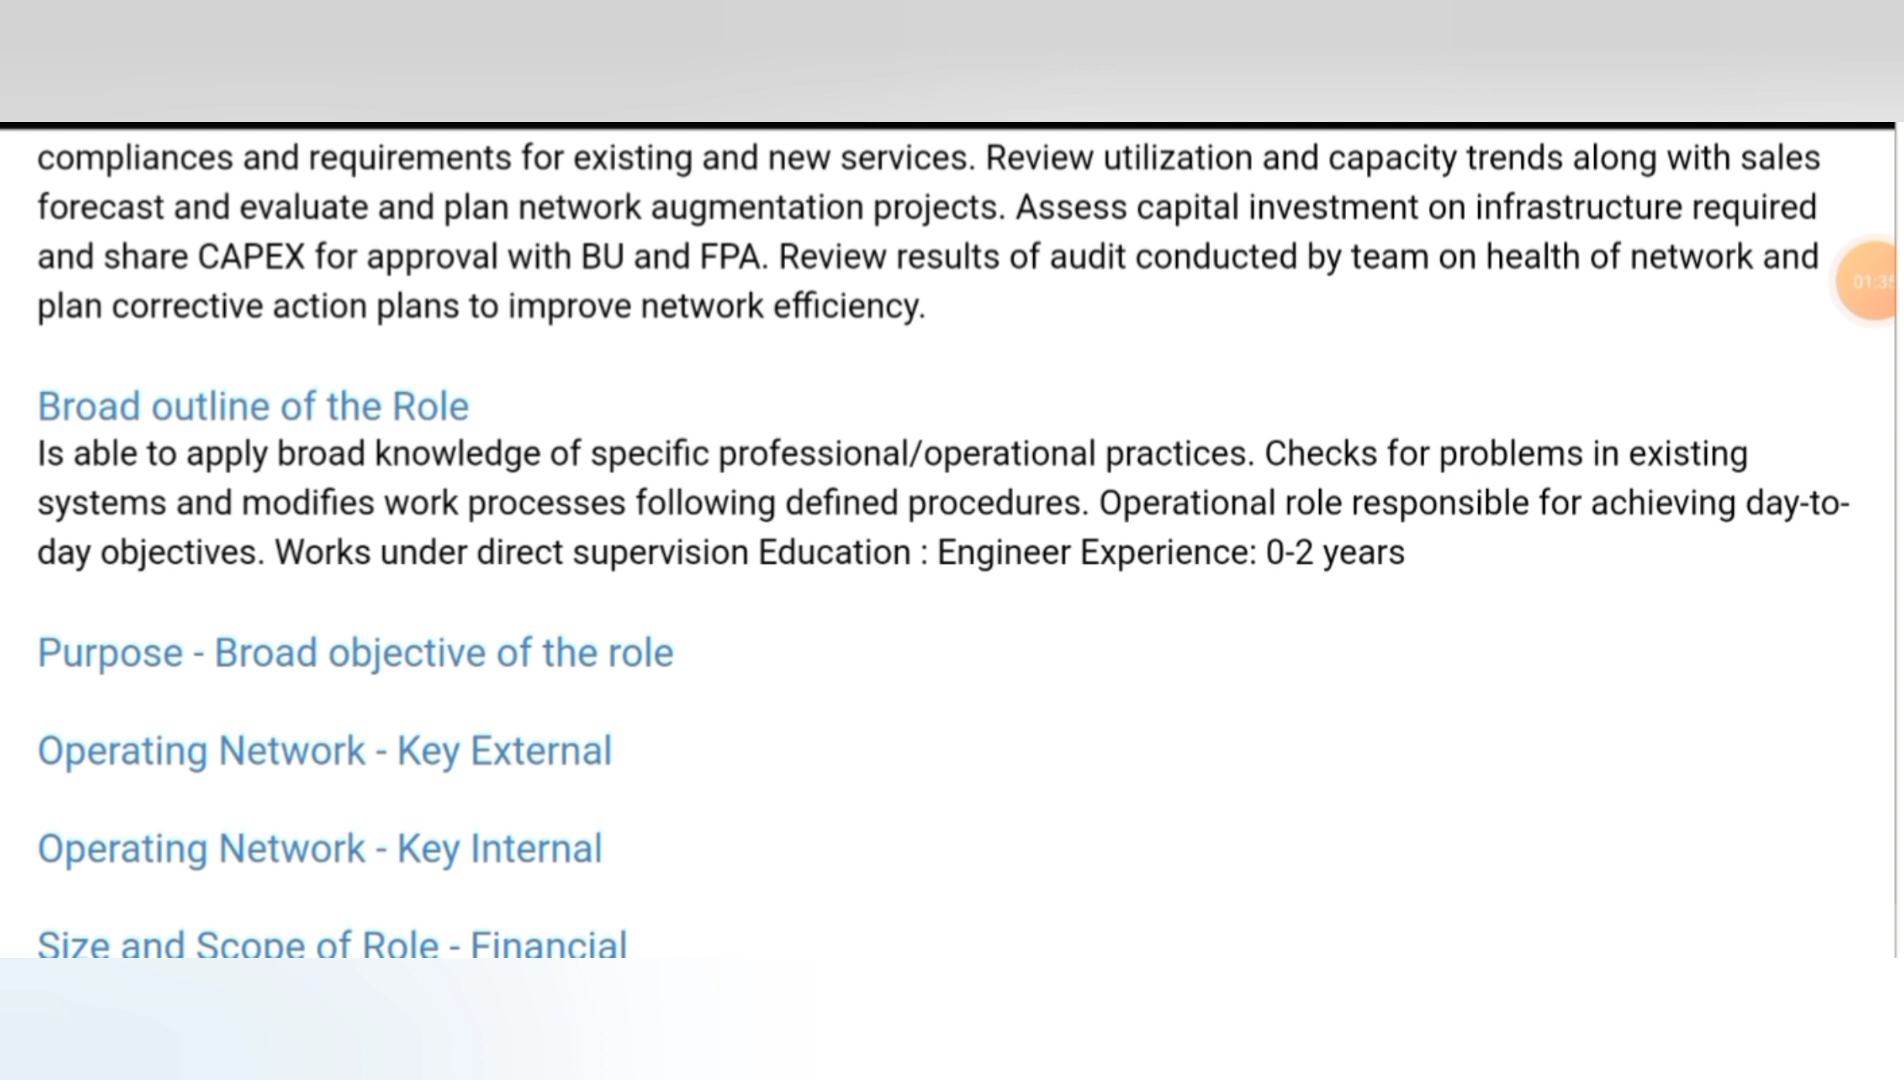 compliances and requirements for existing and new services. Review utilization and capacity trends along with sales
forecast and evaluate and plan network augmentation projects. Assess capital investment on infrastructure required
and share CAPEX for approval with BU and FPA. Review results of audit conducted by team on health of network and
plan corrective action plans to improve network efficiency.
01:35
Broad outline of the Role
Is able to apply broad knowledge of specific professional/operational practices. Checks for problems in existing
systems and modifies work processes following defined procedures. Operational role responsible for achieving day-to-
day objectives. Works under direct supervision Education : Engineer Experience: 0-2 years
Purpose - Broad objective of the role
Operating Network - Key External
Operating Network - Key Internal
Size and Scope of Role - Financial